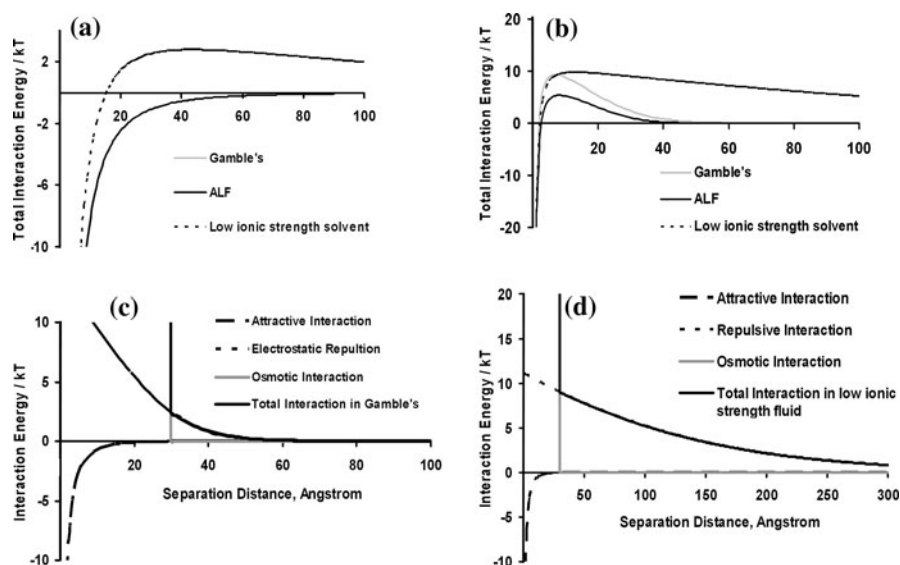 (a)
Total Interaction Energy / kT
2
-2
-6
-10
20 40 60 80 100
Gamble's
ALF
Low ionic strength solvent
(b)
Total Interaction Energy / kT
20
10
0
-10
-20
0 20 40 60 80 100
Gamble's
ALF
Low ionic strength solvent
(c)
Interaction Energy / kT
10
5
0
-5
-10
20 40 60 80 100
Attractive Interaction
Electrostatic Repultion
Osmotic Interaction
Total Interaction in Gamble's
Separation Distance, Angstrom
(d)
Interaction Energy / kT
20
15
10
5
0
-5
-10
50 100 150 200 250 300
Attractive Interaction
Repulsive Interaction
Osmotic Interaction
Total Interaction in low ionic
strength fluid
Separation Distance, Angstrom